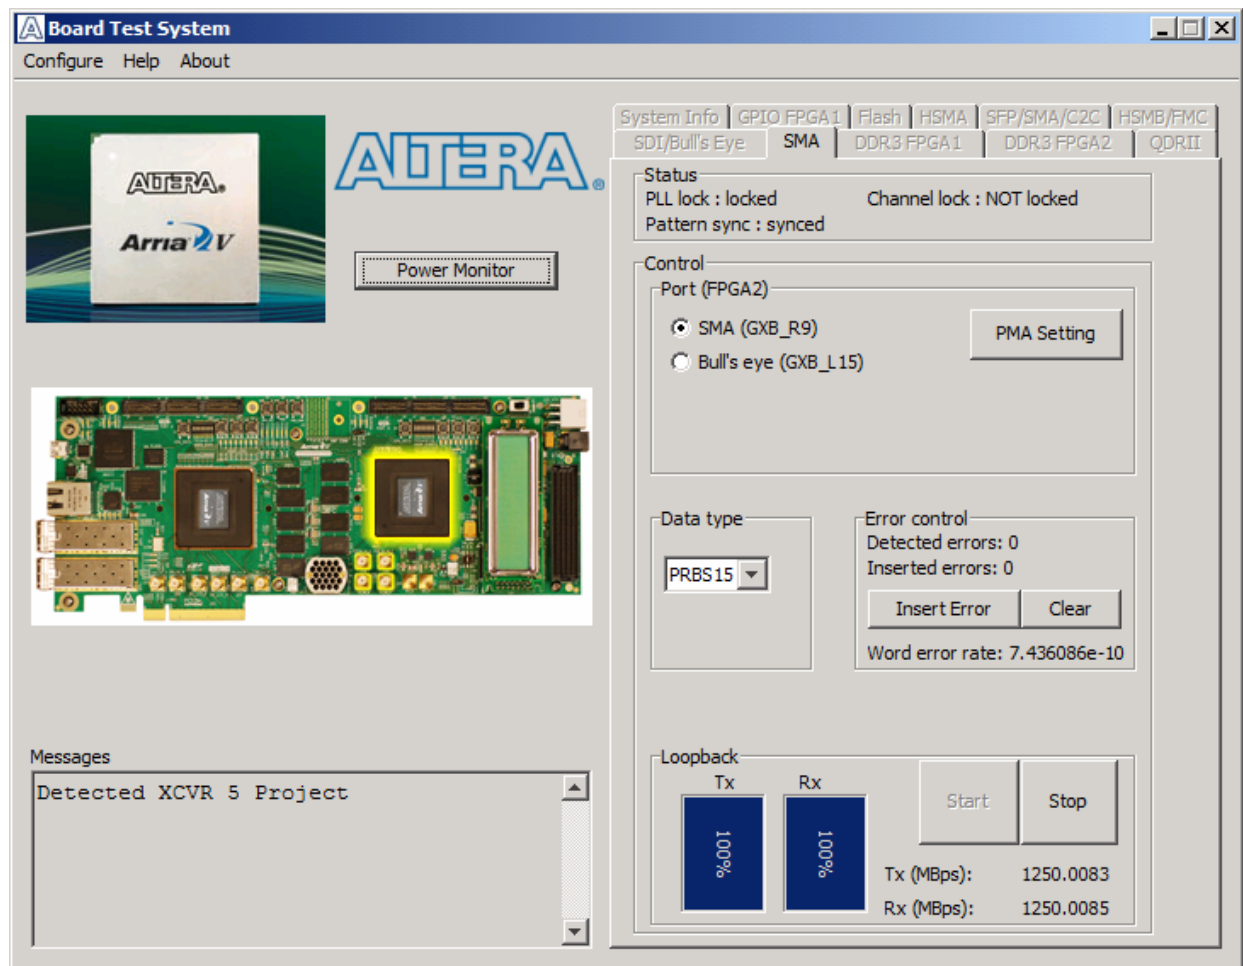 Board Test System
Configure Help About
System Info GPIO FPGA1 Flash HSMA SFP/SMA/C2C HSMB/FMC
SDI/Bull's Eye SMA DDR3 FPGA1 DDR3 FPGA2 QDRII
ALTERA®
Arria V
ALTERA®
Power Monitor
Status
PLL lock : locked Channel lock : NOT locked
Pattern sync : synced
Control
Port (FPGA2)
SMA (GXB_R9)
Bull's eye (GXB_L15)
PMA Setting
Data type
PRBS15
Error control
Detected errors: 0
Inserted errors: 0
Insert Error Clear
Word error rate: 7.436086e-10
Messages
Detected XCVR 5 Project
Loopback
Tx Rx
100% 100%
Start Stop
Tx (MBps): 1250.0083
Rx (MBps): 1250.0085